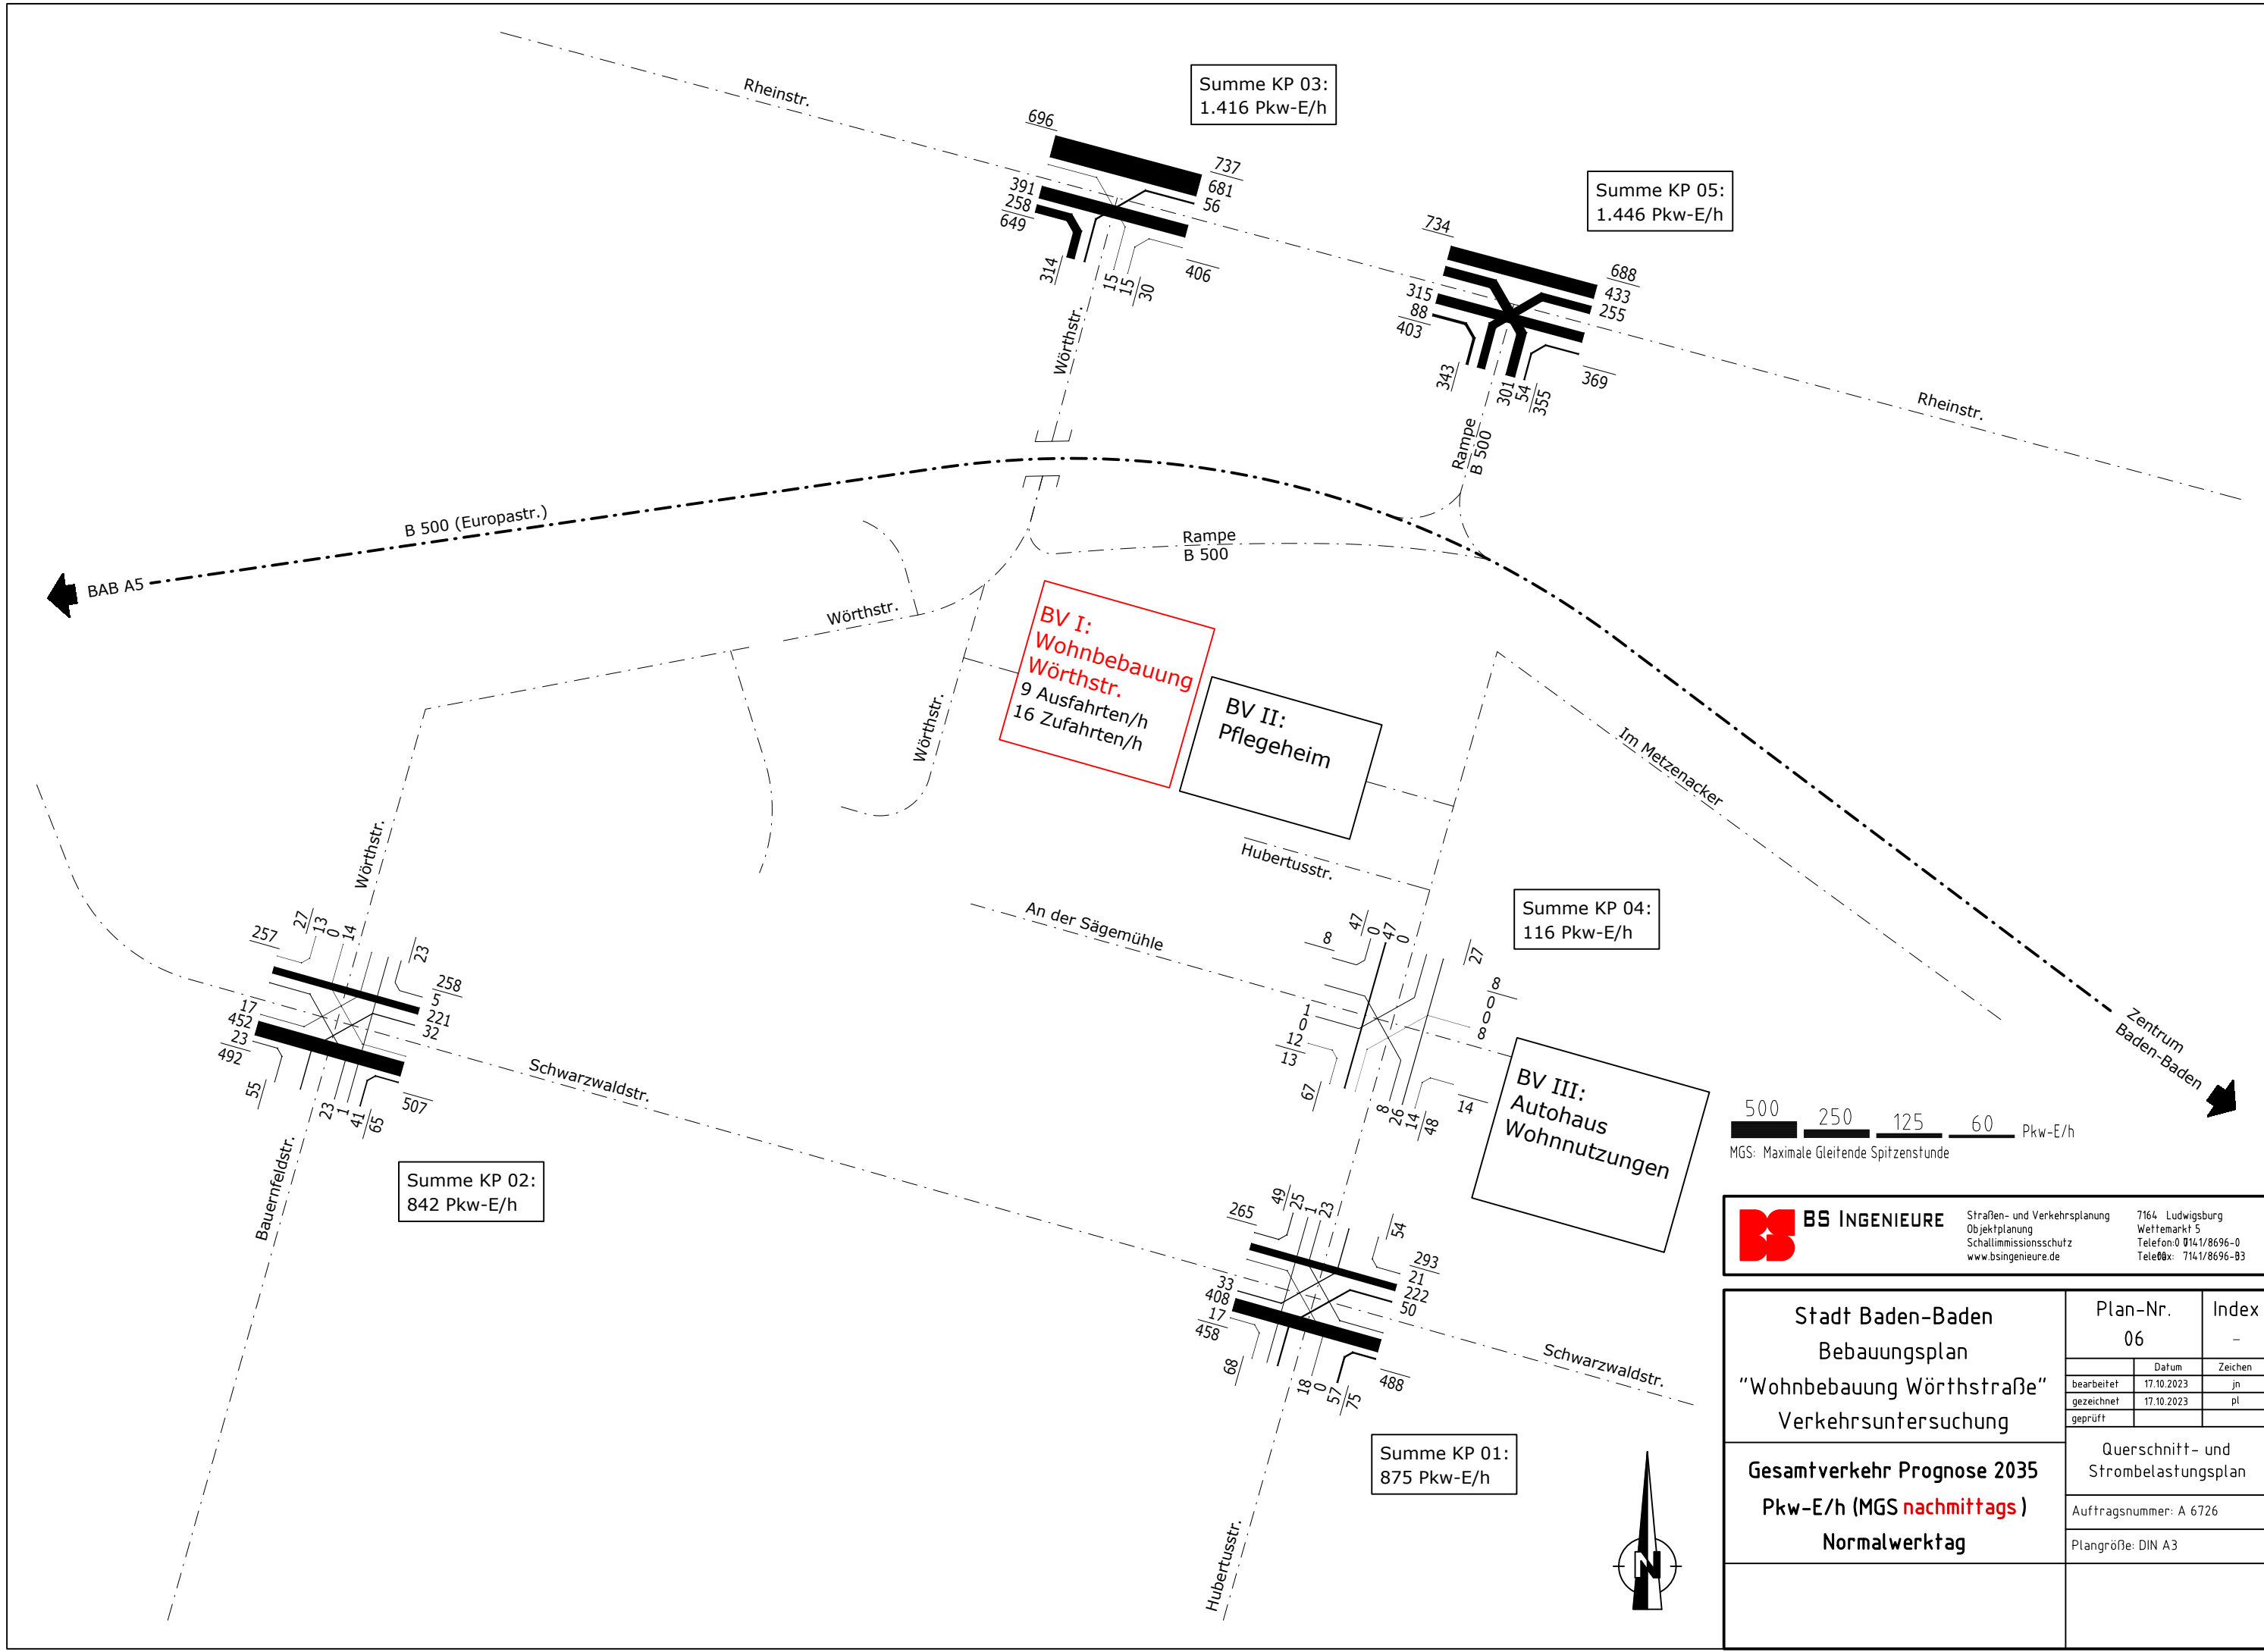 Rheinstr.
Summe KP 03:
1.416 Pkw-E/h
696
737
681
56
391
258
649
314
15
15
30
406
Wörthstr.
Summe KP 05:
1.446 Pkw-E/h
734
688
433
255
315
88
403
343
301
54
355
369
Rampe
B 500
Rheinstr.
B 500 (Europastr.)
BAB A5
Rampe
B 500
Wörthstr.
BV I:
Wohnbebauung
Wörthstr.
9 Ausfahrten/h
16 Zufahrten/h
Wörthstr.
BV II:
Pflegeheim
Im Metzenacker
Hubertusstr.
An der Sägemühle
Wörthstr.
Zentrum
Baden-Baden
257
27
13
0
14
23
258
5
221
32
17
452
23
492
55
23
1
41
65
507
Bauernfeldstr.
Summe KP 02:
842 Pkw-E/h
Schwarzwaldstr.
Summe KP 04:
116 Pkw-E/h
8
47
0
47
0
27
8
0
0
8
1
0
12
13
67
8
26
14
48
14
BV III:
Autohaus
Wohnnutzungen
265
49
25
1
23
54
293
21
222
50
33
408
17
458
68
18
0
57
75
488
Schwarzwaldstr.
Summe KP 01:
875 Pkw-E/h
Hubertusstr.
N
500 250 125 60 Pkw-E/h
MGS: Maximale Gleitende Spitzenstunde
BS INGENIEURE
Straßen- und Verkehrsplanung
Objektplanung
Schallimmissionsschutz
www.bsingenieure.de
7164 Ludwigsburg
Wettemarkt 5
Stadt Baden-Baden
Bebauungsplan
"Wohnbebauung Wörthstraße"
Verkehrsuntersuchung
Gesamtverkehr Prognose 2035
Pkw-E/h (MGS nachmittags)
Normalwerktag
Plan-Nr. Index
06 -
Datum Zeichen
bearbeitet 17.10.2023 jn
gezeichnet 17.10.2023 pl
geprüft
Querschnitt- und
Strombelastungsplan
Auftragsnummer: A 6726
Plangröße: DIN A3